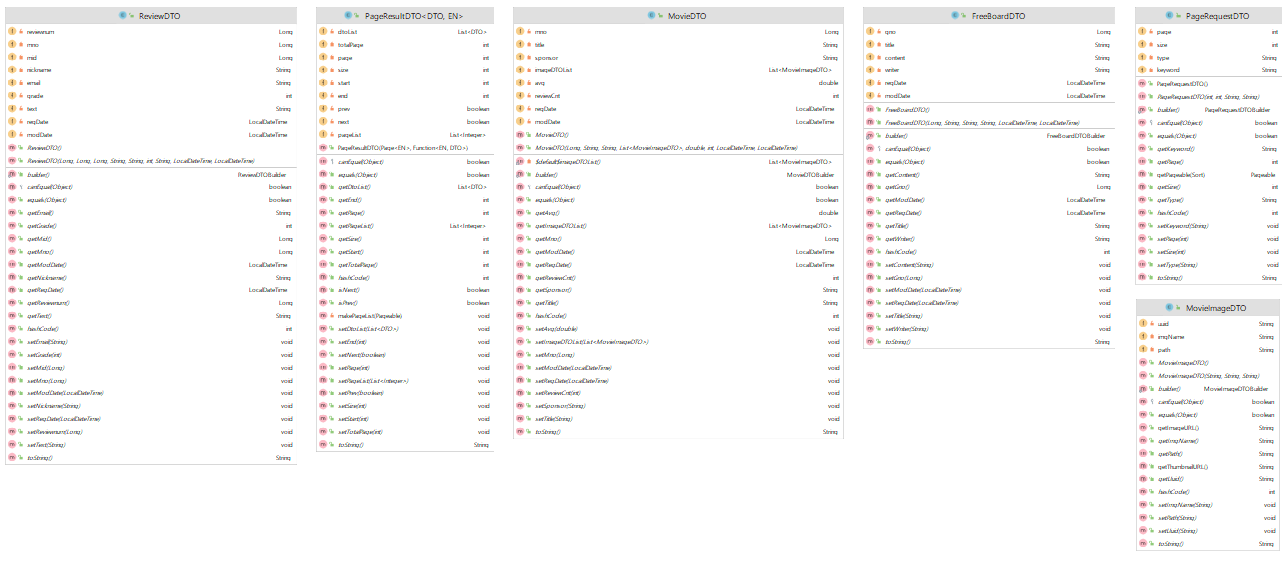 ReviewDTO
reviewnum Long
mno Long
mid Long
nickname String
email String
grade int
text String
regDate LocalDateTime
modDate LocalDateTime
ReviewDTO()
ReviewDTO(Long, Long, Long, String, String, int, String, LocalDateTime, LocalDateTime)
builder() ReviewDTOBuilder
canEqual(Object) boolean
equals(Object) boolean
getEmail() String
getGrade() int
getMid() Long
getMno() Long
getModDate() LocalDateTime
getNickname() String
getRegDate() LocalDateTime
getReviewnum() Long
getText() String
hashCode() int
setEmail(String) void
setGrade(int) void
setMid(Long) void
setMno(Long) void
setModDate(LocalDateTime) void
setNickname(String) void
setRegDate(LocalDateTime) void
setReviewnum(Long) void
setText(String) void
toString() String
PageResultDTO<DTO, EN>
dtoList List<DTO>
totalPage int
page int
size int
start int
end int
prev boolean
next boolean
pageList List<Integer>
PageResultDTO(Page<EN>, Function<EN, DTO>)
canEqual(Object) boolean
equals(Object) boolean
getDtoList() List<DTO>
getEnd() int
getPage() int
getPageList() List<Integer>
getSize() int
getStart() int
getTotalPage() int
hashCode() int
isNext() boolean
isPrev() boolean
makePageList(Pageable) void
setDtoList(List<DTO>) void
setEnd(int) void
setNext(boolean) void
setPage(int) void
setPageList(List<Integer>) void
setPrev(boolean) void
setSize(int) void
setStart(int) void
setTotalPage(int) void
toString() String
MovieDTO
mno Long
title String
sponsor String
imageDTOList List<MovieImageDTO>
avg double
reviewCnt int
regDate LocalDateTime
modDate LocalDateTime
MovieDTO()
MovieDTO(Long, String, String, List<MovieImageDTO>, double, int, LocalDateTime, LocalDateTime)
$default$imageDTOList() List<MovieImageDTO>
builder() MovieDTOBuilder
canEqual(Object) boolean
equals(Object) boolean
getAvg() double
getImageDTOList() List<MovieImageDTO>
getMno() Long
getModDate() LocalDateTime
getRegDate() LocalDateTime
getReviewCnt() int
getSponsor() String
getTitle() String
hashCode() int
setAvg(double) void
setImageDTOList(List<MovieImageDTO>) void
setMno(Long) void
setModDate(LocalDateTime) void
setRegDate(LocalDateTime) void
setReviewCnt(int) void
setSponsor(String) void
setTitle(String) void
toString() String
FreeBoardDTO
gno Long
title String
content String
writer String
regDate LocalDateTime
modDate LocalDateTime
FreeBoardDTO()
FreeBoardDTO(Long, String, String, String, LocalDateTime, LocalDateTime)
builder() FreeBoardDTOBuilder
canEqual(Object) boolean
equals(Object) boolean
getContent() String
getGno() Long
getModDate() LocalDateTime
getRegDate() LocalDateTime
getTitle() String
getWriter() String
hashCode() int
setContent(String) void
setGno(Long) void
setModDate(LocalDateTime) void
setRegDate(LocalDateTime) void
setTitle(String) void
setWriter(String) void
toString() String
PageRequestDTO
page int
size int
type String
keyword String
PageRequestDTO()
PageRequestDTO(int, int, String, String)
builder() PageRequestDTOBuilder
canEqual(Object) boolean
equals(Object) boolean
getKeyword() String
getPage() int
getPageable(Sort) Pageable
getSize() int
getType() String
hashCode() int
setKeyword(String) void
setPage(int) void
setSize(int) void
setType(String) void
toString() String
MovieImageDTO
uuid String
imgName String
path String
MovieImageDTO()
MovieImageDTO(String, String, String)
builder() MovieImageDTOBuilder
canEqual(Object) boolean
equals(Object) boolean
getImageURL() String
getImgName() String
getPath() String
getThumbnailURL() String
getUuid() String
hashCode() int
setImgName(String) void
setPath(String) void
setUuid(String) void
toString() String